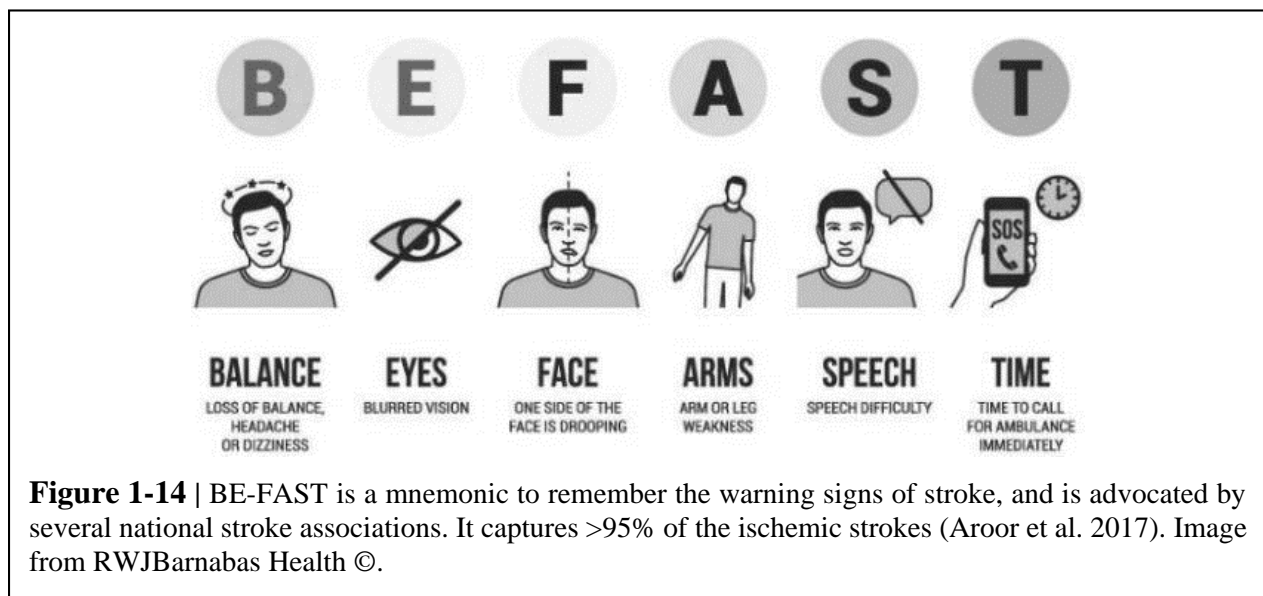 B E F A S T
SOS
BALANCE EYES FACE ARMS SPEECH TIME
LOSS OF BALANCE, BLURRED VISION ONE SIDE OF THE ARM OR LEG SPEECH DIFFICULTY TIME TO CALL
HEADACHE FACE IS DROOPING WEAKNESS FOR AMBULANCE
OR DIZZINESS IMMEDIATELY
Figure 1-14 | BE-FAST is a mnemonic to remember the warning signs of stroke, and is advocated by
several national stroke associations. It captures >95% of the ischemic strokes (Aroor et al. 2017). Image
from RWJBarnabas Health ©.